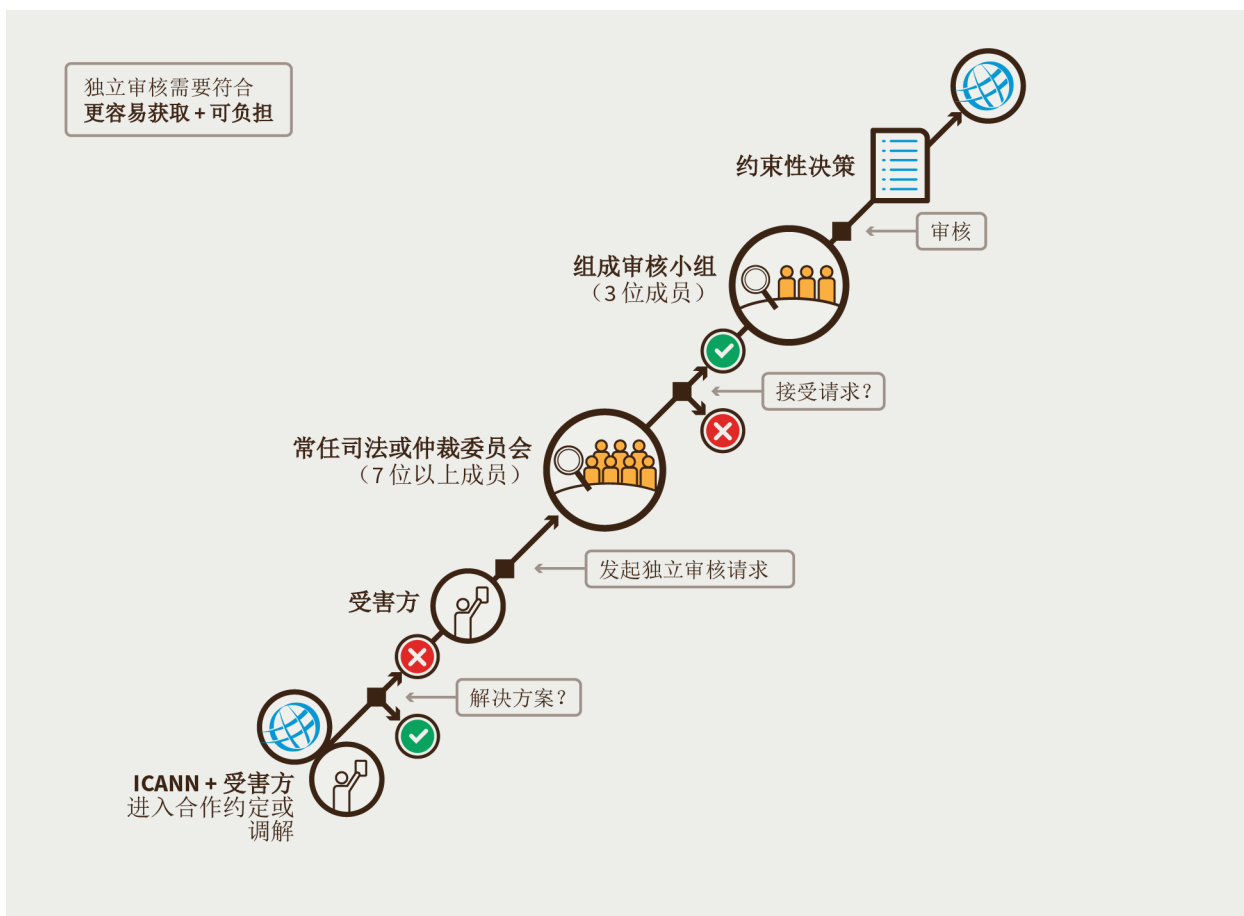 独立审核需要符合
更容易获取 + 可负担
约束性决策
审核
组成审核小组
（3 位成员）
接受请求？
常任司法或仲裁委员会
（7 位以上成员）
发起独立审核请求
受害方
解决方案？
ICANN + 受害方
进入合作约定或
调解